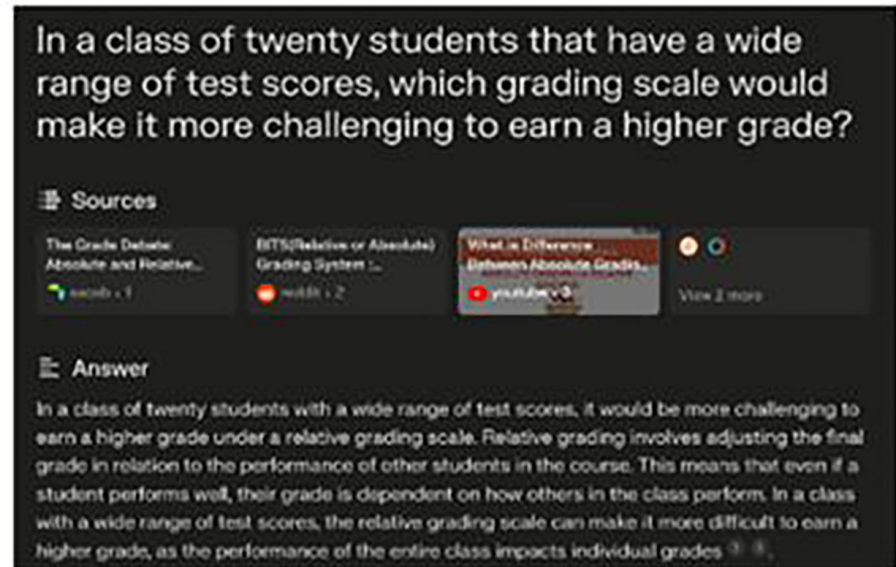 In a class of twenty students that have a wide
range of test scores, which grading scale would
make it more challenging to earn a higher grade?
Sources
The Grade Debate:
Absolute and Relative...
BITS(Relative or Absolute)
Grading System :...
What is Difference
Between Absolute Gradin...
1
reddit · 2
youtube · 3
View 2 more
Answer
In a class of twenty students with a wide range of test scores, it would be more challenging to
earn a higher grade under a relative grading scale. Relative grading involves adjusting the final
grade in relation to the performance of other students in the course. This means that even if a
student performs well, their grade is dependent on how others in the class perform. In a class
with a wide range of test scores, the relative grading scale can make it more difficult to earn a
higher grade, as the performance of the entire class impacts individual grades